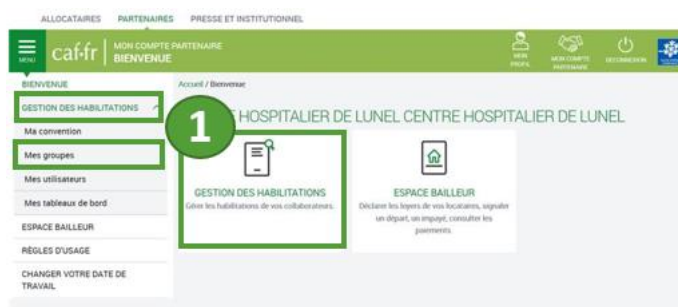 ALLOCATAIRES PARTENAIRES PRESSE ET INSTITUTIONNEL
MENU caf.fr MON COMPTE PARTENAIRE
BIENVENUE
MON PROFIL MON COMPTE PARTENAIRE DÉCONNEXION
BIENVENUE
GESTION DES HABILITATIONS
Ma convention
Mes groupes
Mes utilisateurs
Mes tableaux de bord
ESPACE BAILLEUR
RÈGLES D'USAGE
CHANGER VOTRE DATE DE
TRAVAIL
Accueil / Bienvenue
1
HOSPITALIER DE LUNEL CENTRE HOSPITALIER DE LUNEL
GESTION DES HABILITATIONS
Gérer les habilitations de vos collaborateurs.
ESPACE BAILLEUR
Déclarer les loyers de vos locataires, signaler
un départ, un impayé, consulter les
paiements.